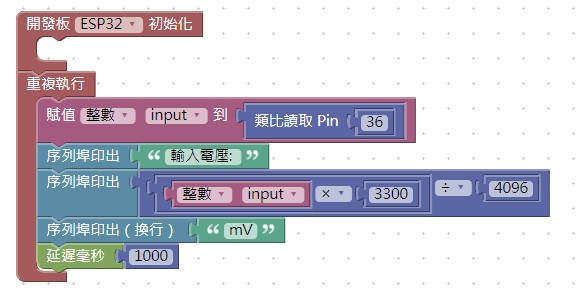 開發板 ESP32 初始化
重複執行
賦值 整數 input 到 類比讀取 Pin 36
序列埠印出 “ 輸入電壓: ”
序列埠印出 整數 input × 3300 ÷ 4096
序列埠印出（換行） “ mV ”
延遲毫秒 1000